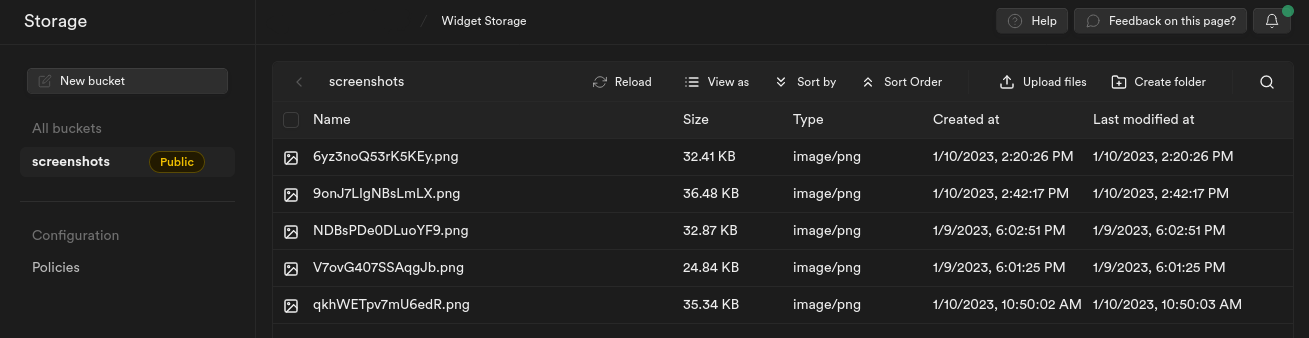 Storage
/ Widget Storage
Help
Feedback on this page?
New bucket
All buckets
screenshots Public
Configuration
Policies
screenshots
Reload
View as
Sort by
Sort Order
Upload files
Create folder
Name Size Type Created at Last modified at
6yz3noQ53rK5KEy.png 32.41 KB image/png 1/10/2023, 2:20:26 PM 1/10/2023, 2:20:26 PM
9onJ7LlgNBsLmLX.png 36.48 KB image/png 1/10/2023, 2:42:17 PM 1/10/2023, 2:42:17 PM
NDBsPDe0DLuoYF9.png 32.87 KB image/png 1/9/2023, 6:02:51 PM 1/9/2023, 6:02:51 PM
V7ovG407SSAqgJb.png 24.84 KB image/png 1/9/2023, 6:01:25 PM 1/9/2023, 6:01:25 PM
qkhWETpv7mU6edR.png 35.34 KB image/png 1/10/2023, 10:50:02 AM 1/10/2023, 10:50:03 AM